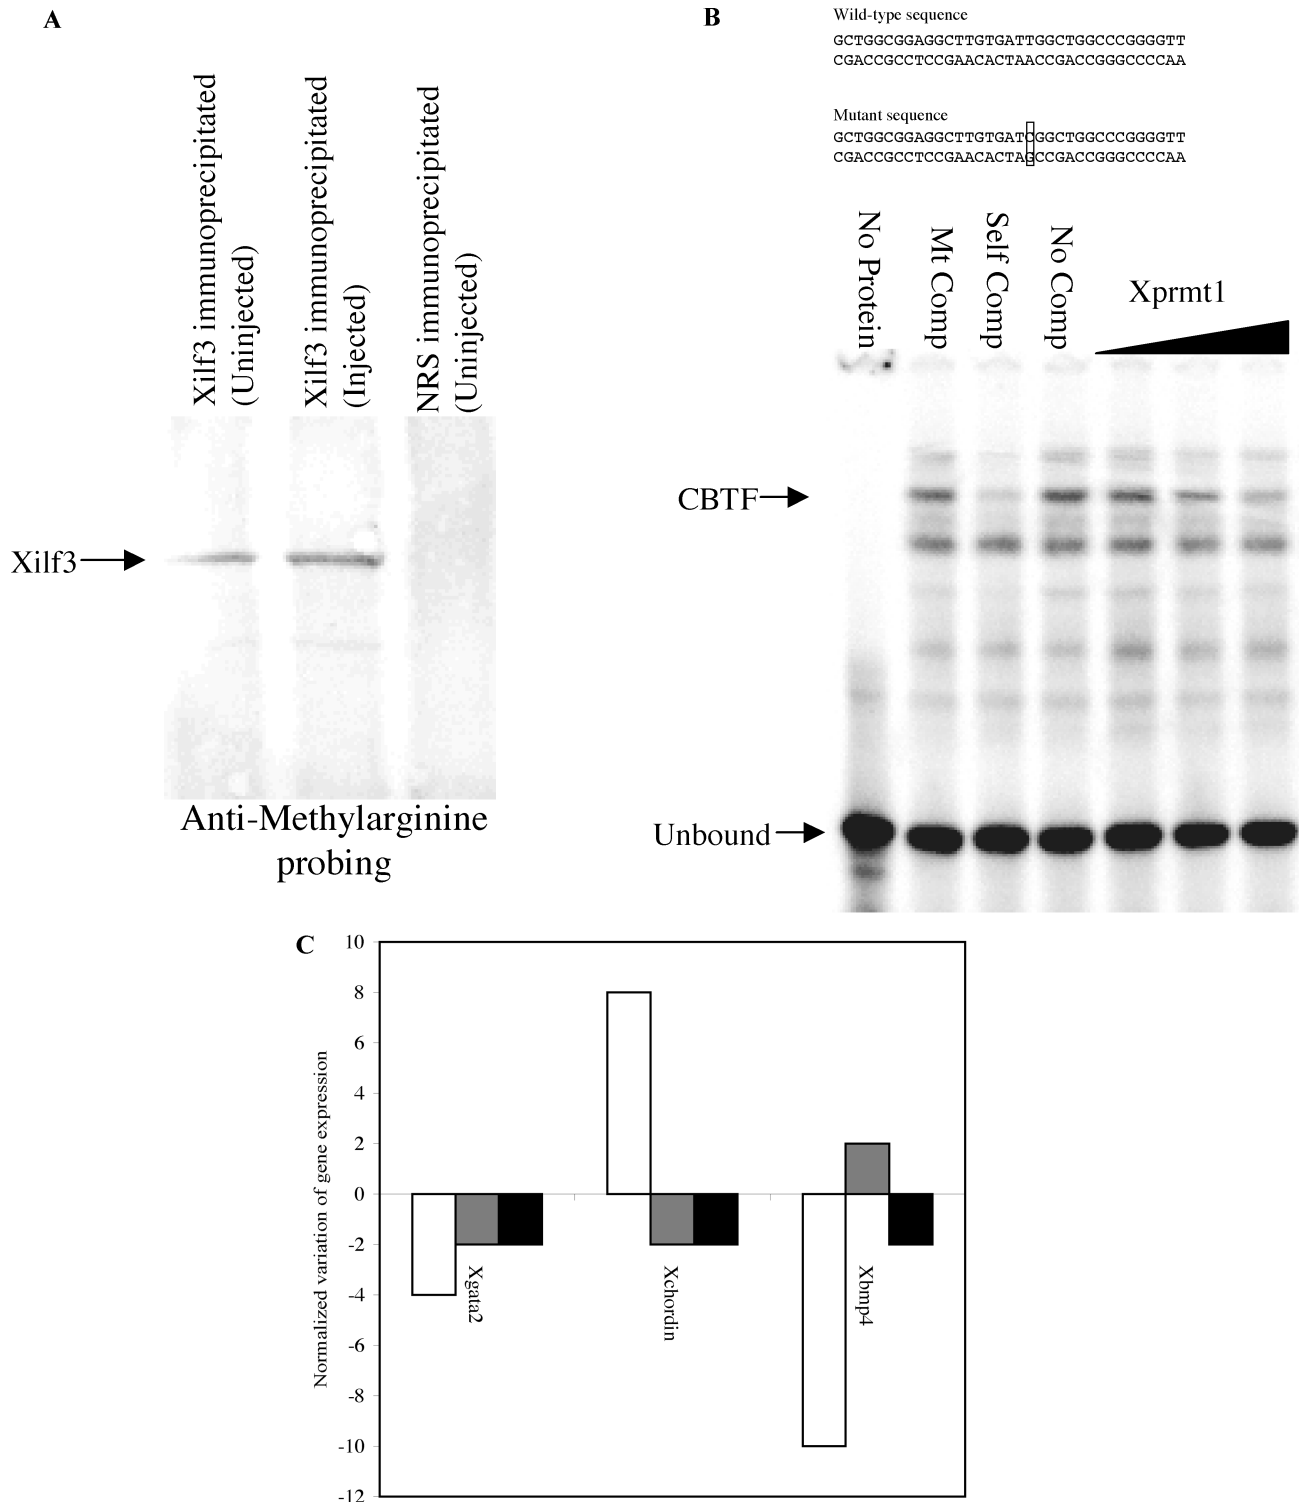 A
Xilf3 immunoprecipitated
(Uninjected)
Xilf3 immunoprecipitated
(Injected)
NRS immunoprecipitated
(Uninjected)
Xilf3
Anti-Methylarginine
probing
B
Wild-type sequence
GCTGGCGGAGGCTTGTGATTGGCTGGCCCGGGGTT
CGACCGCCTCCGAACACTAACCGACCGGGCCCCAA
Mutant sequence
GCTGGCGGAGGCTTGTGATCGGCTGGCCCGGGGTT
CGACCGCCTCCGAACACTAGCCGACCGGGCCCCAA
No Protein
Mt Comp
Self Comp
No Comp
Xprmt1
CBTF
Unbound
C
Normalized variation of gene expression
10
8
6
4
2
0
-2
-4
-6
-8
-10
-12
Xgata2
Xchordin
Xbmp4